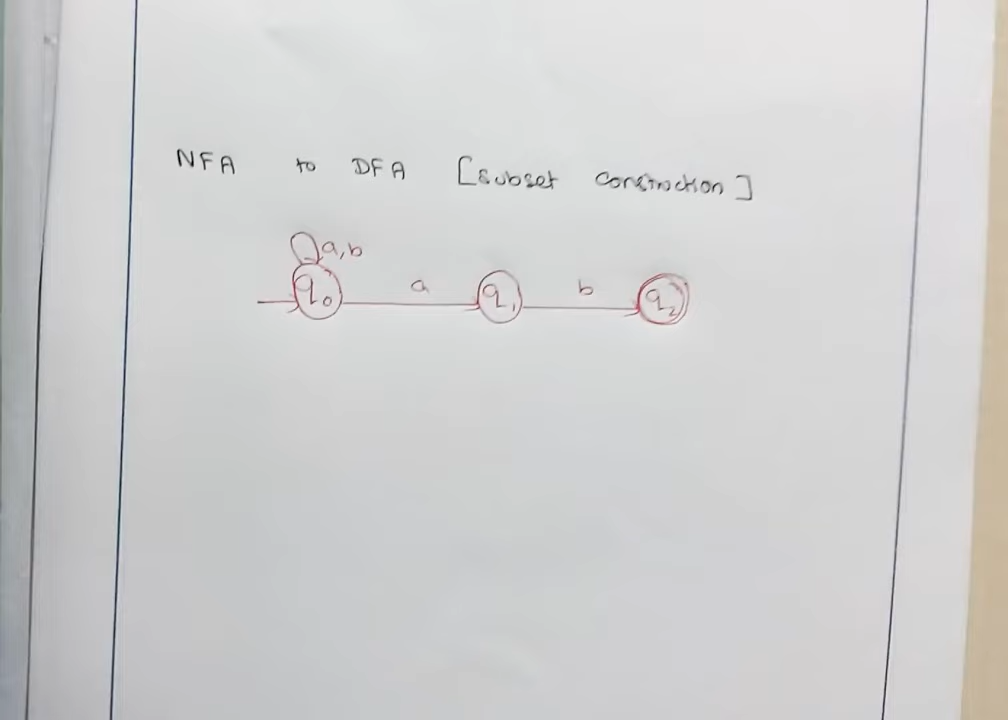 NFA to DFA [subset construction]
a,b
q₀ a q₁ b q₂